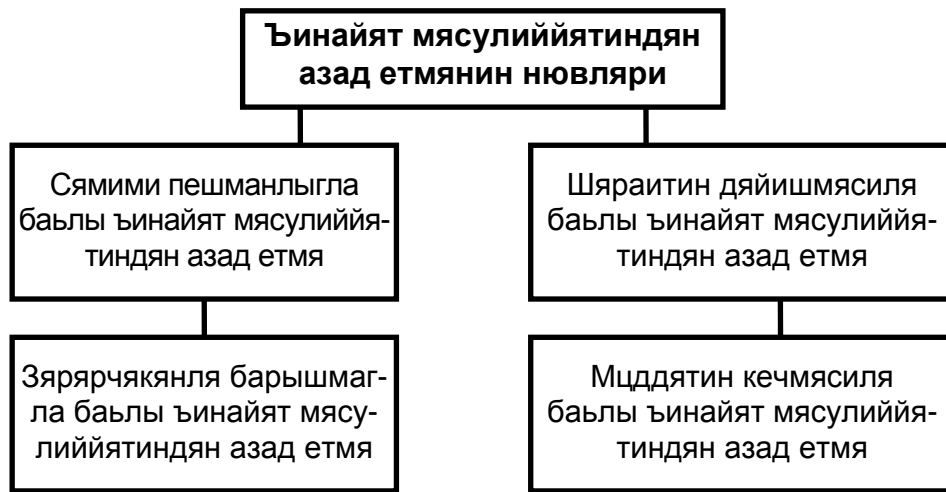 Ъинайят мясулиййятиндян
азад етмянин нювляри
Сямими пешманлыгла
баьлы ъинайят мясулиййя-
тиндян азад етмя
Шяраитин дяйишмясиля
баьлы ъинайят мясулиййя-
тиндян азад етмя
Зярярчякянля барышмаг-
ла баьлы ъинайят мясу-
лиййятиндян азад етмя
Мцддятин кечмясиля
баьлы ъинайят мясулиййя-
тиндян азад етмя